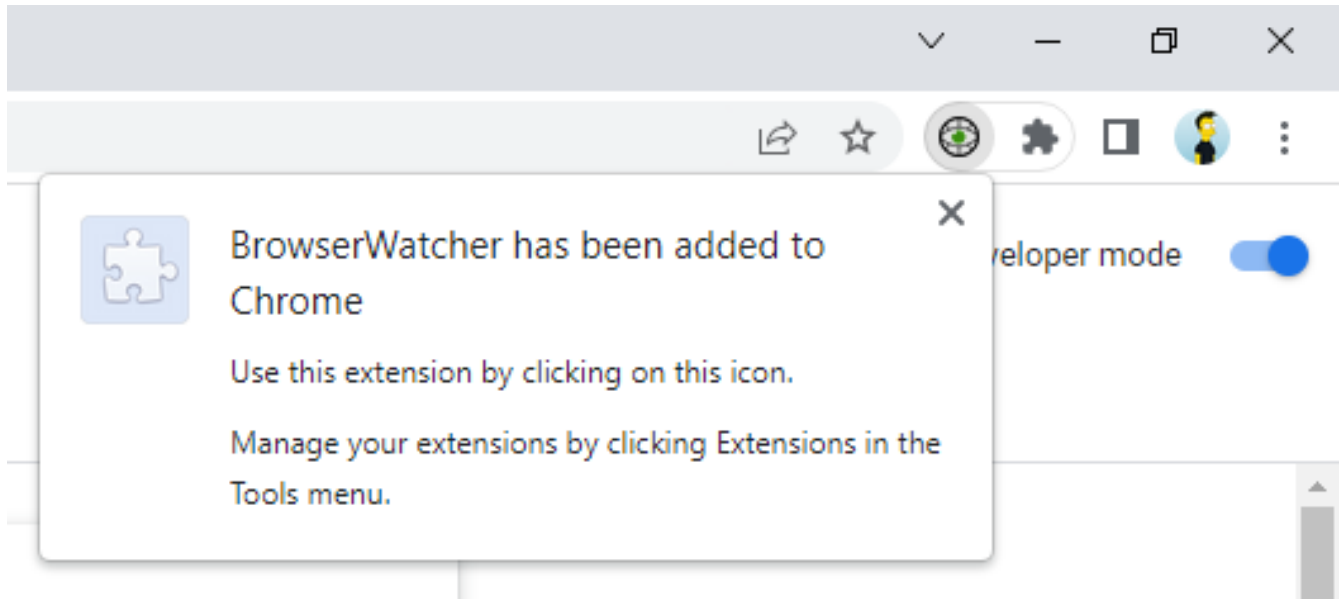 BrowserWatcher has been added to
Chrome
veloper mode
Use this extension by clicking on this icon.
Manage your extensions by clicking Extensions in the
Tools menu.